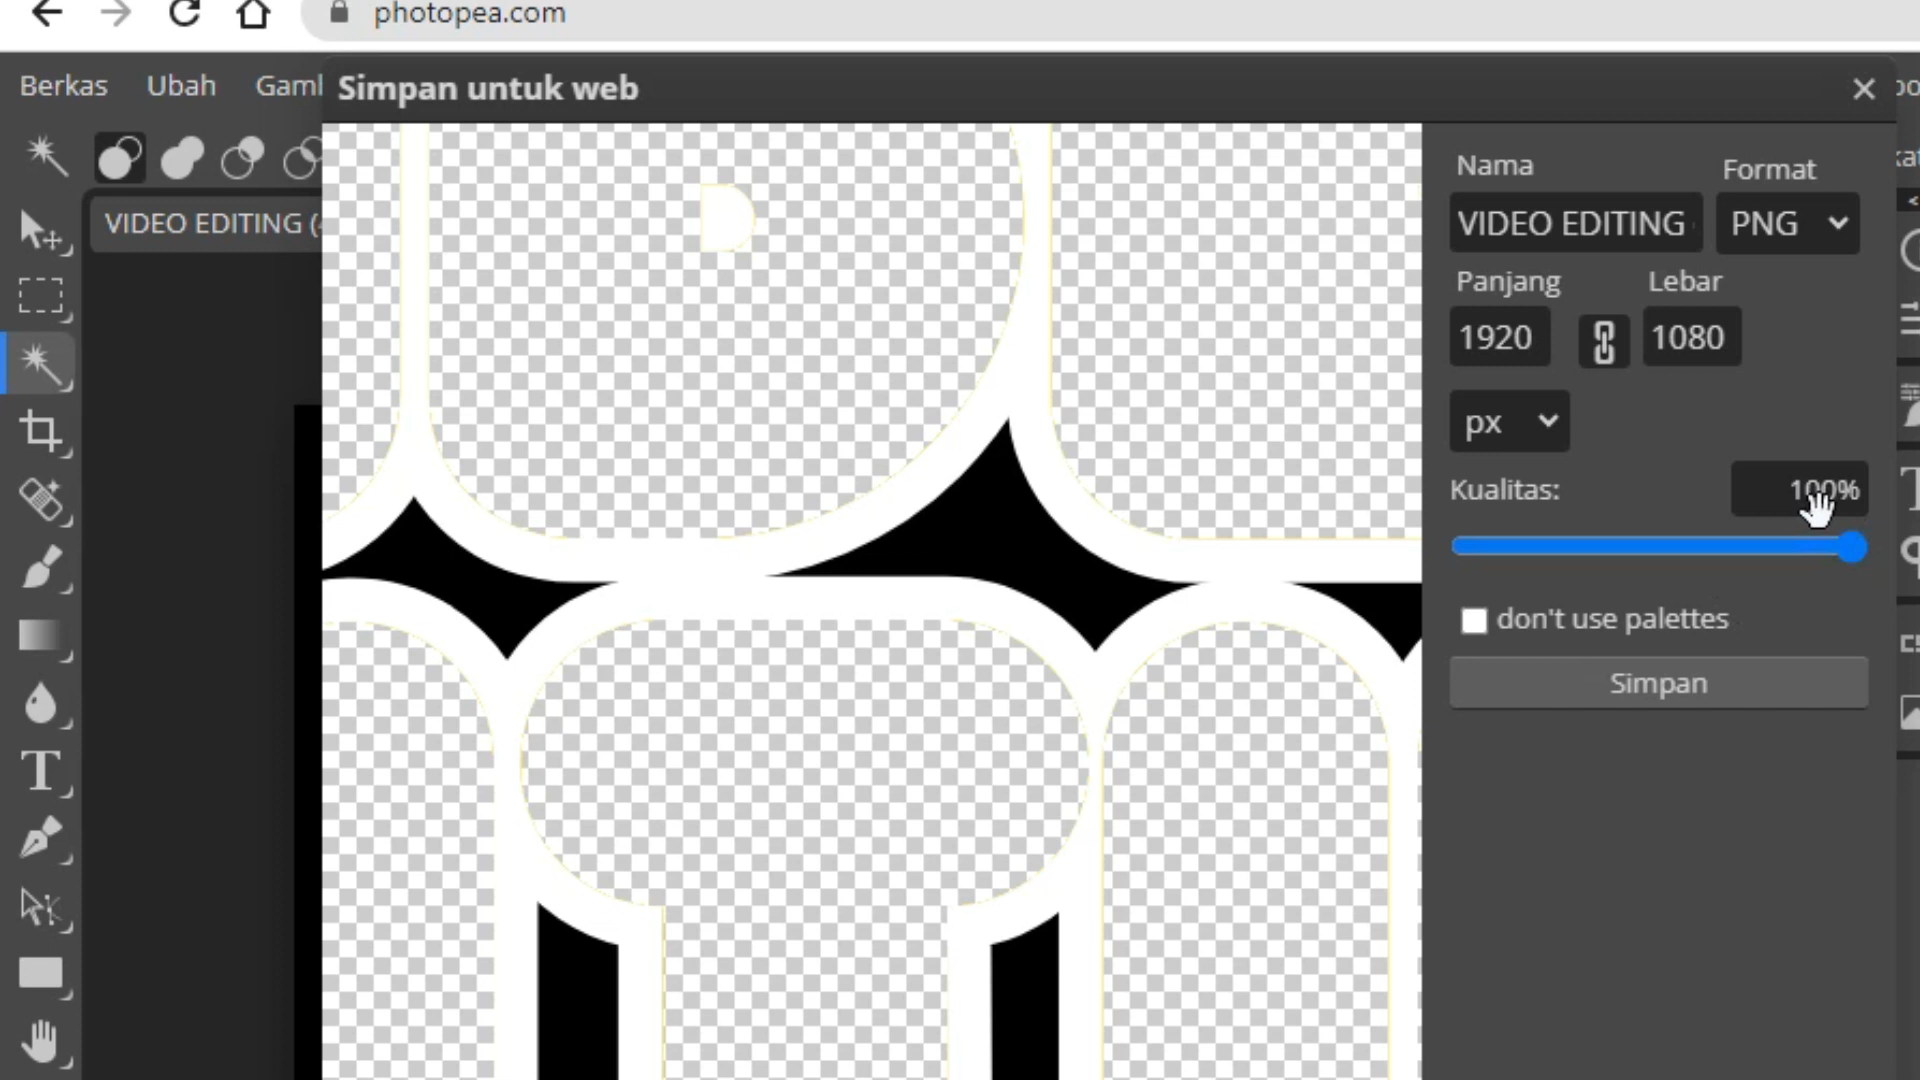 photopea.com
Berkas Ubah Gaml
Simpan untuk web
VIDEO EDITING (
Nama Format
VIDEO EDITING PNG
Panjang Lebar
1920 1080
px
Kualitas: 100%
don't use palettes
Simpan